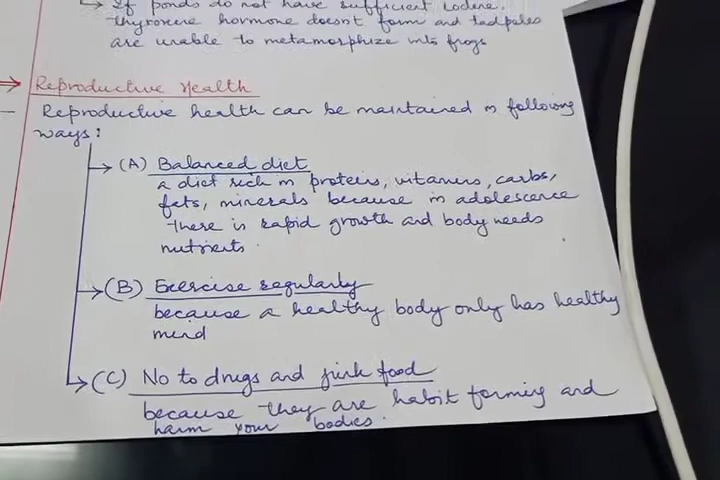 ↳ If ponds do not have sufficient iodine,
thyroxene hormone doesnt form and tadpoles
are unable to metamorphize into frogs
⇒ Reproductive Health
— Reproductive health can be maintained in following
ways:
→ (A) Balanced diet
a diet rich in proteins, vitamins, carbs,
fats, minerals because in adolescence
there is rapid growth and body needs
nutrients.
→ (B) Exercise regularly
because a healthy body only has healthy
mind
→ (C) No to drugs and junk food
because they are habit forming and
harm your bodies.